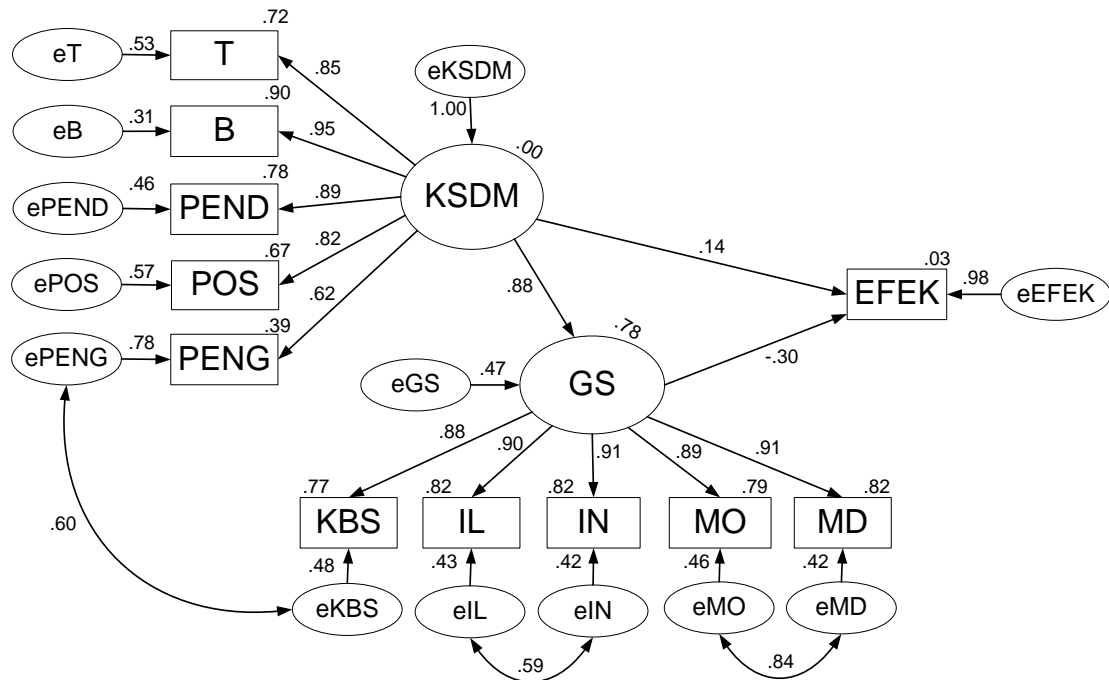 .72
eT
.53
T
.85
eKSDM
1.00
.90
eB
.31
B
.95
.00
KSDM
.78
ePEND
.46
PEND
.89
.67
ePOS
.57
POS
.82
.14
.03
EFEK
.98
eEFEK
.88
.62
.39
ePENG
.78
PENG
.78
-.30
eGS
.47
GS
.88
.90
.91
.89
.91
.77
KBS
.82
IL
.82
IN
.79
MO
.82
MD
.60
.48
.43
.42
.46
.42
eKBS
eIL
eIN
eMO
eMD
.59
.84